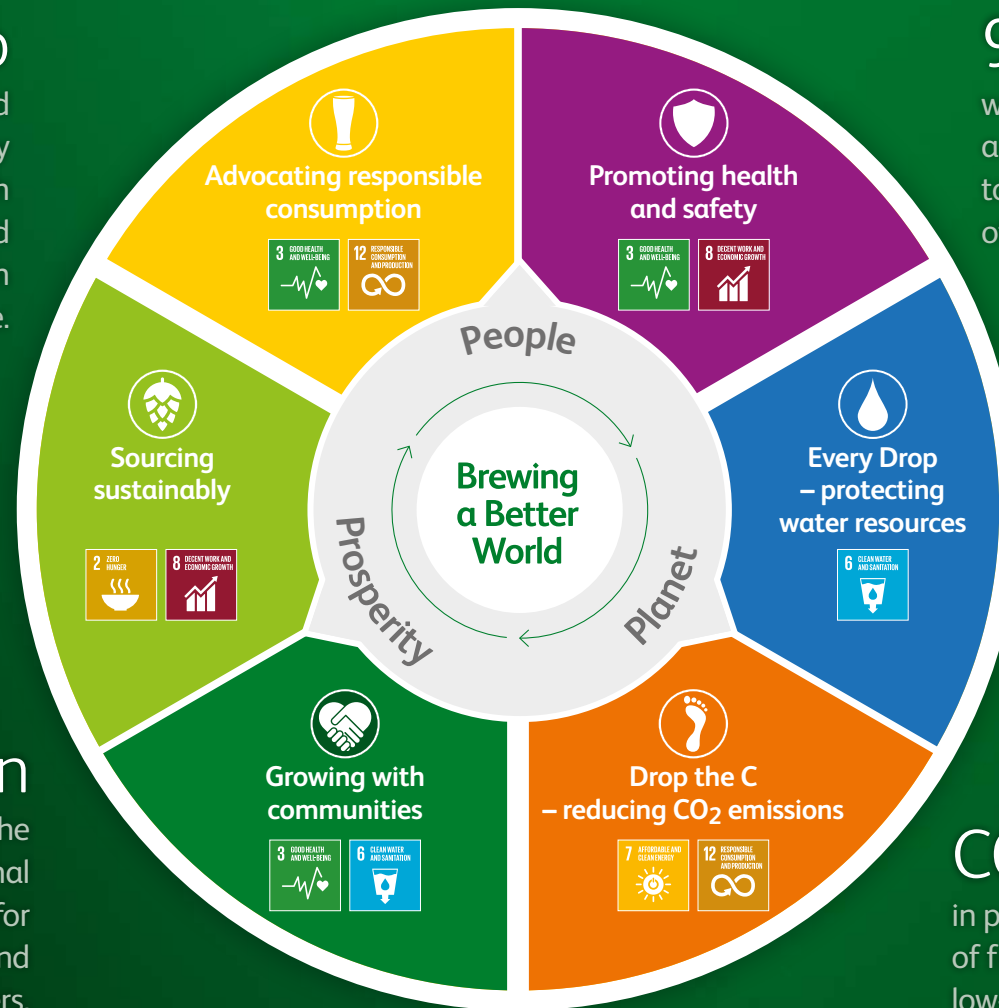 Advocating responsible
consumption
3 GOOD HEALTH
AND WELL-BEING
12 RESPONSIBLE
CONSUMPTION
AND PRODUCTION
Promoting health
and safety
3 GOOD HEALTH
AND WELL-BEING
8 DECENT WORK AND
ECONOMIC GROWTH
Every Drop
– protecting
water resources
6 CLEAN WATER
AND SANITATION
Drop the C
– reducing CO2 emissions
7 AFFORDABLE AND
CLEAN ENERGY
12 RESPONSIBLE
CONSUMPTION
AND PRODUCTION
Growing with
communities
3 GOOD HEALTH
AND WELL-BEING
6 CLEAN WATER
AND SANITATION
Sourcing
sustainably
2 ZERO
HUNGER
8 DECENT WORK AND
ECONOMIC GROWTH
People
Planet
Prosperity
Brewing
a Better
World
for
of